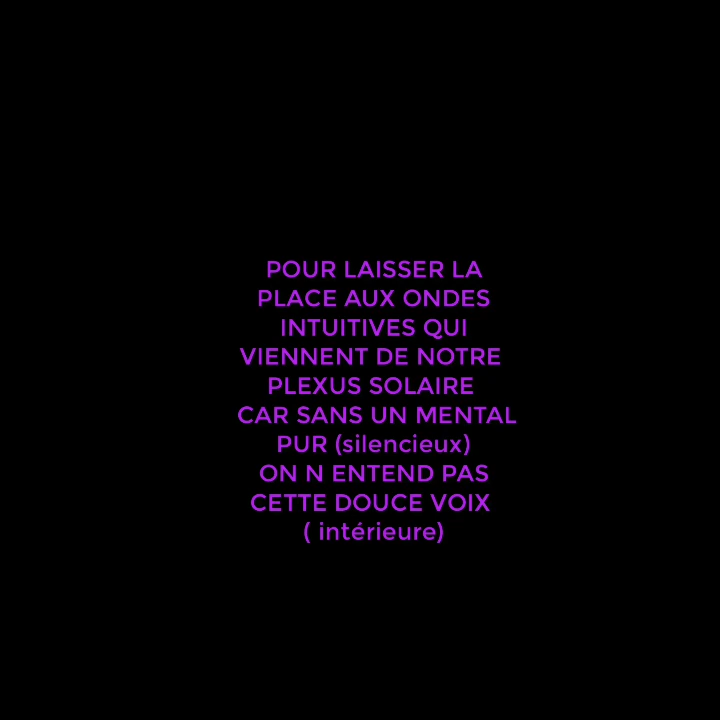 POUR LAISSER LA
PLACE AUX ONDES
INTUITIVES QUI
VIENNENT DE NOTRE
PLEXUS SOLAIRE
CAR SANS UN MENTAL
PUR (silencieux)
ON N ENTEND PAS
CETTE DOUCE VOIX
( intérieure)